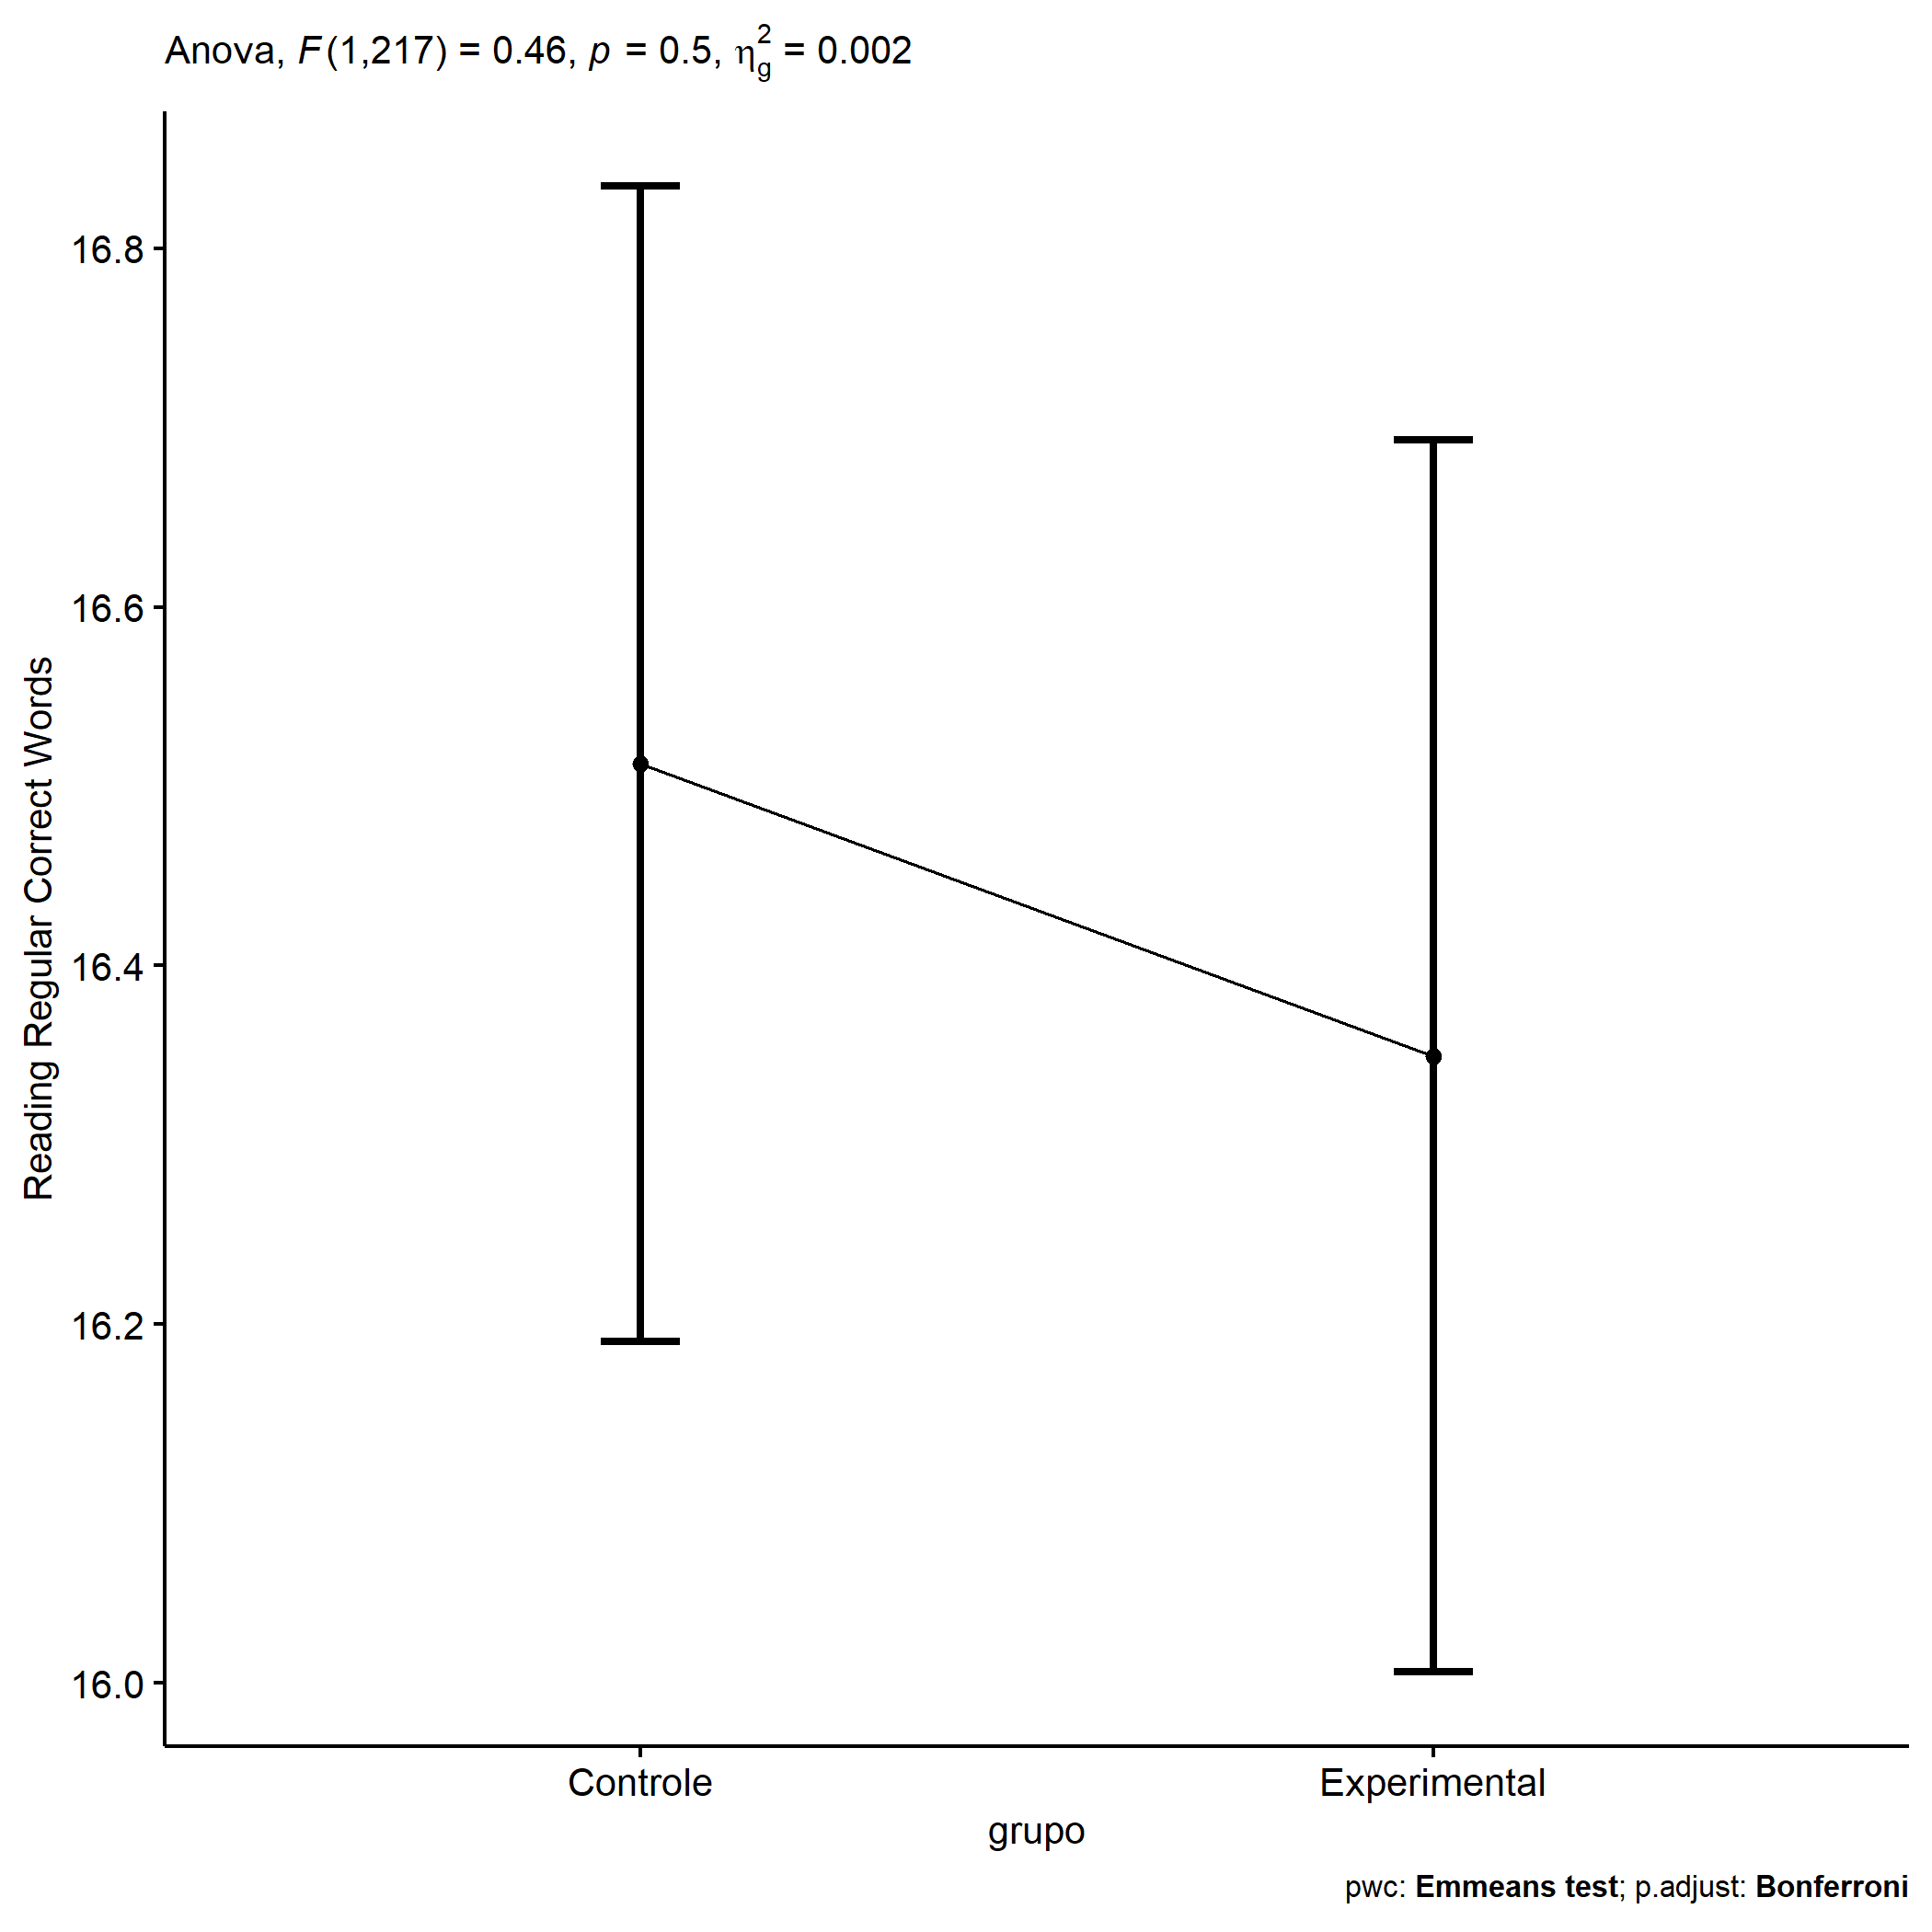 Anova, F(1,217) = 0.46, p = 0.5, η²g = 0.002
Reading Regular Correct Words
16.8
16.6
16.4
16.2
16.0
Controle
Experimental
grupo
pwc: Emmeans test; p.adjust: Bonferroni